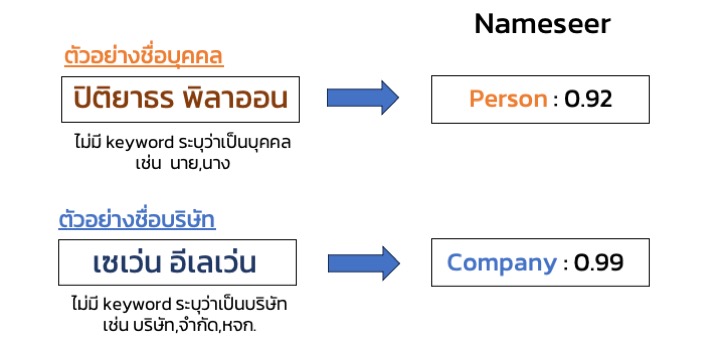 Nameseer
ตัวอย่างชื่อบุคคล
ปิติยาธร พิลาออน
Person : 0.92
ไม่มี keyword ระบุว่าเป็นบุคคล
เช่น นาย,นาง
ตัวอย่างชื่อบริษัท
เซเว่น อีเลเว่น
Company : 0.99
ไม่มี keyword ระบุว่าเป็นบริษัท
เช่น บริษัท,จำกัด,หจก.